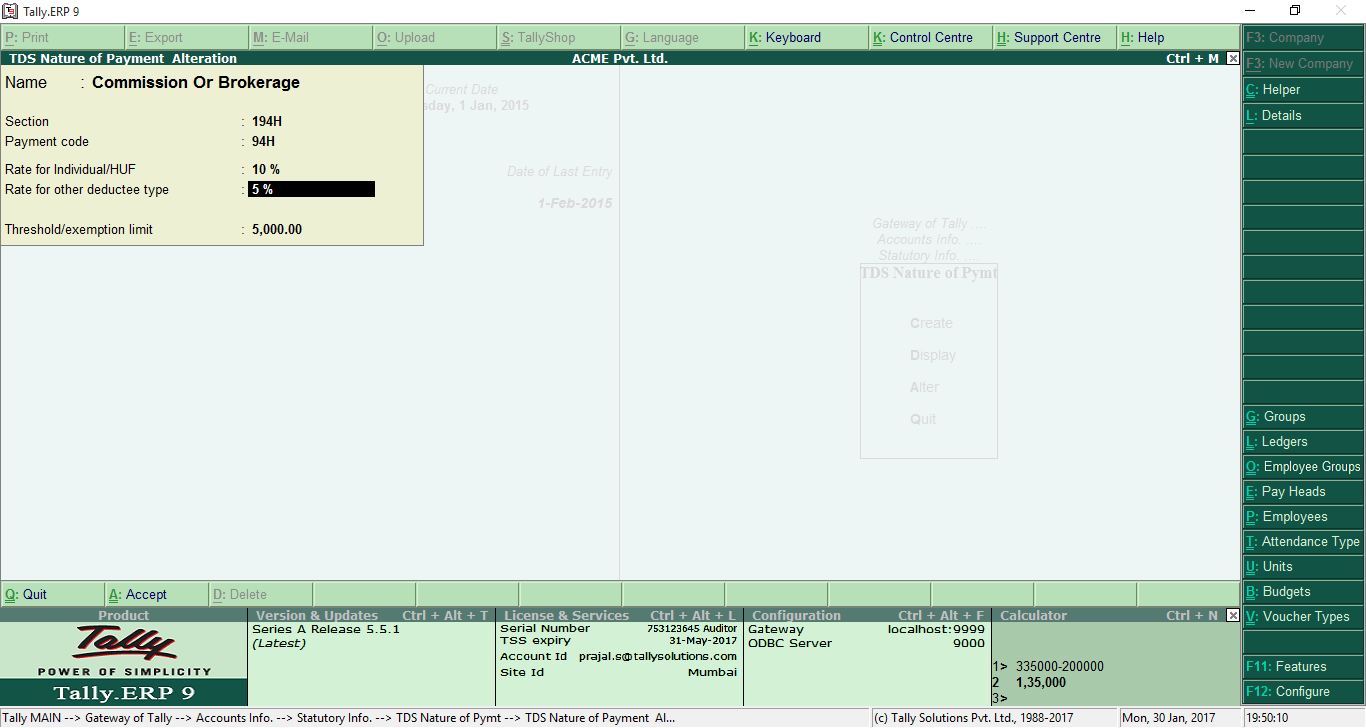 Tally.ERP 9
P: Print E: Export M: E-Mail O: Upload S: TallyShop G: Language K: Keyboard K: Control Centre H: Support Centre H: Help
TDS Nature of Payment Alteration ACME Pvt. Ltd. Ctrl + M
Name : Commission Or Brokerage
Section : 194H
Payment code : 94H
Rate for Individual/HUF : 10 %
Rate for other deductee type : 5 %
Threshold/exemption limit : 5,000.00
Current Date
sday, 1 Jan, 2015
Date of Last Entry
1-Feb-2015
Gateway of Tally ....
Accounts Info. ....
Statutory Info. ....
TDS Nature of Pymt
Create
Display
Alter
Quit
F3: Company
F3: New Company
C: Helper
L: Details
G: Groups
L: Ledgers
O: Employee Groups
E: Pay Heads
P: Employees
T: Attendance Type
U: Units
B: Budgets
V: Voucher Types
F11: Features
F12: Configure
Q: Quit A: Accept D: Delete
Product
Tally
POWER OF SIMPLICITY
Tally.ERP 9
Version & Updates Ctrl + Alt + T
Series A Release 5.5.1
(Latest)
License & Services Ctrl + Alt + L
Serial Number 753123645 Auditor
TSS expiry 31-May-2017
Account Id prajal.s@tallysolutions.com
Site Id Mumbai
Configuration Ctrl + Alt + F
Gateway localhost:9999
ODBC Server 9000
Calculator Ctrl + N
1> 335000-200000
2 1,35,000
3>
Tally MAIN --> Gateway of Tally --> Accounts Info. --> Statutory Info. --> TDS Nature of Pymt --> TDS Nature of Payment Al... (c) Tally Solutions Pvt. Ltd., 1988-2017 Mon, 30 Jan, 2017 19:50:10